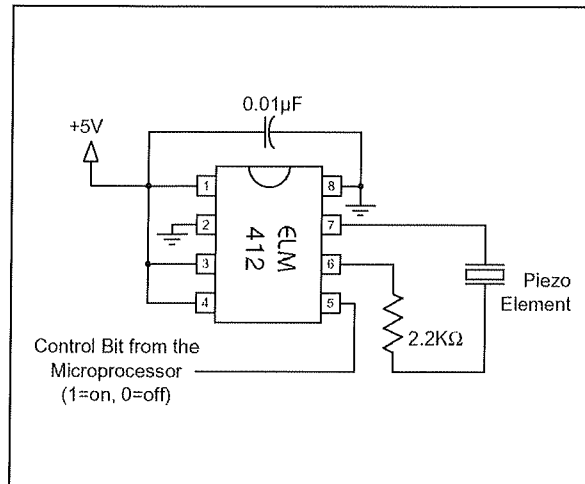 0.01µF
+5V
1
8
2
7
ELM
412
3
6
4
5
Piezo
Element
2.2KΩ
Control Bit from the
Microprocessor
(1=on, 0=off)